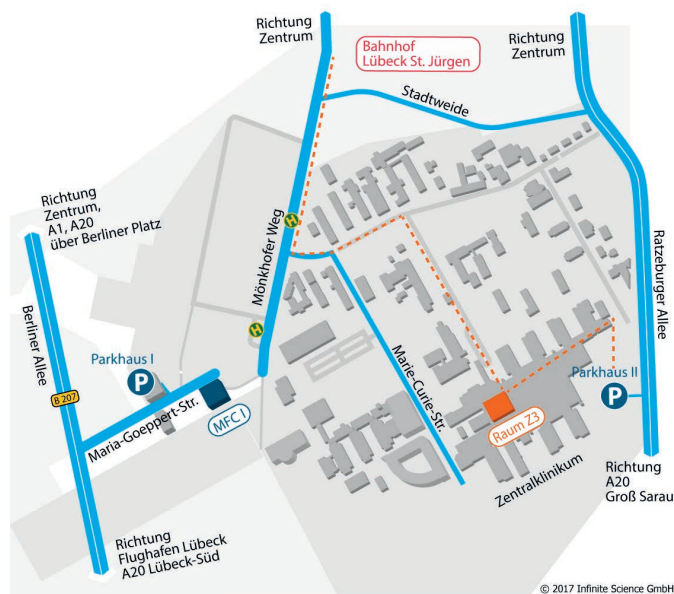 Richtung
Zentrum
Bahnhof
Lübeck St. Jürgen
Richtung
Zentrum
Stadtweide
Richtung
Zentrum,
A1, A20
über Berliner Platz
H
Mönkhofer Weg
Ratzeburger Allee
Berliner Allee
H
Parkhaus I
P
B 207
Maria-Goeppert-Str.
MFC I
Marie-Curie-Str.
Parkhaus II
P
Raum Z3
Zentralklinikum
Richtung
A20
Groß Sarau
Richtung
Flughafen Lübeck
A20 Lübeck-Süd
© 2017 Infinite Science GmbH